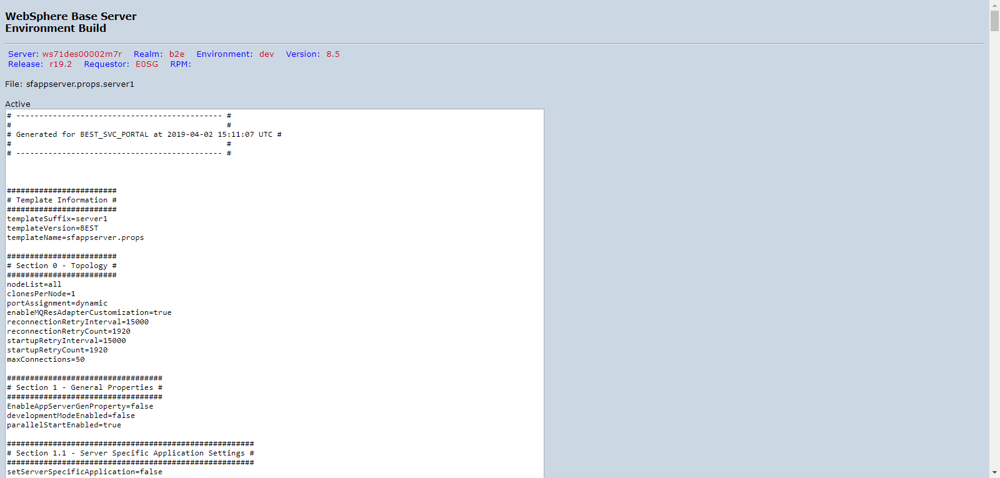 WebSphere Base Server
Environment Build
Server: ws71des00002m7r Realm: b2e Environment: dev Version: 8.5
Release: r19.2 Requestor: E0SG RPM:
File: sfappserver.props.server1
Active
# --------------------------------------------- #
# #
# Generated for BEST_SVC_PORTAL at 2019-04-02 15:11:07 UTC #
# #
# --------------------------------------------- #
########################
# Template Information #
########################
templateSuffix=server1
templateVersion=BEST
templateName=sfappserver.props
########################
# Section 0 - Topology #
########################
nodeList=all
clonesPerNode=1
portAssignment=dynamic
enableMQResAdapterCustomization=true
reconnectionRetryInterval=15000
reconnectionRetryCount=1920
startupRetryInterval=15000
startupRetryCount=1920
maxConnections=50
##################################
# Section 1 - General Properties #
##################################
EnableAppServerGenProperty=false
developmentModeEnabled=false
parallelStartEnabled=true
######################################################
# Section 1.1 - Server Specific Application Settings #
######################################################
setServerSpecificApplication=false